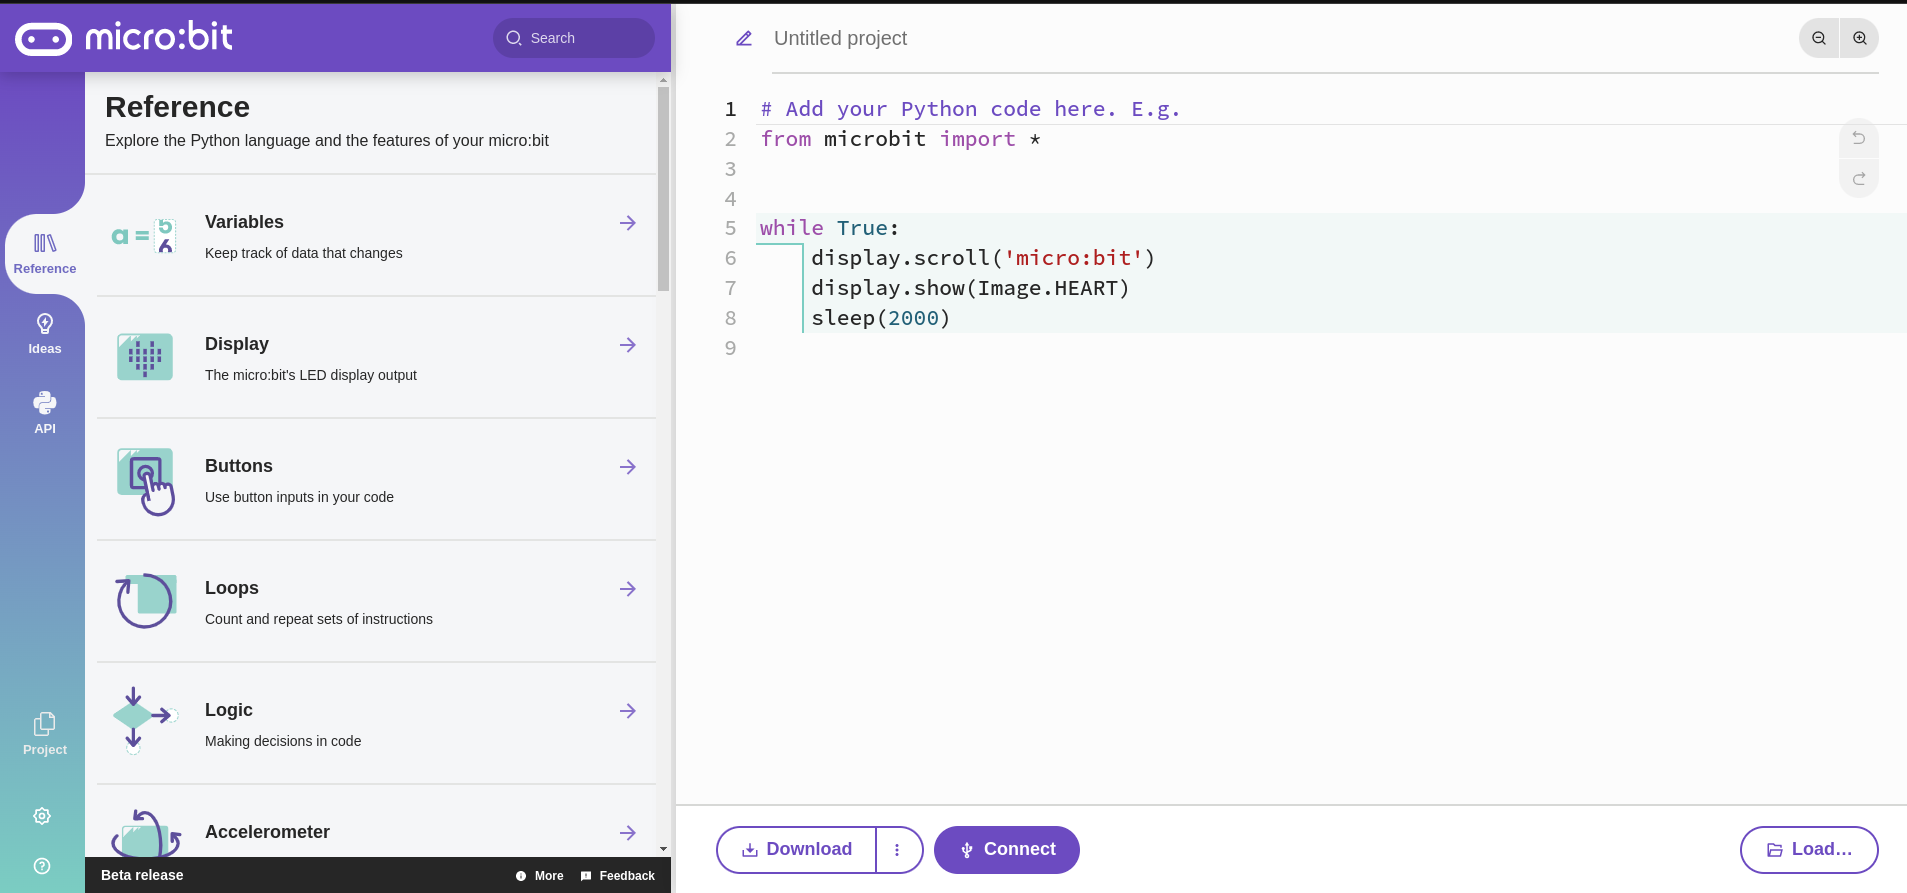 micro:bit
Search
Reference
Explore the Python language and the features of your micro:bit
Reference
Ideas
API
Project
a = 5 6
Variables
Keep track of data that changes
Display
The micro:bit's LED display output
Buttons
Use button inputs in your code
Loops
Count and repeat sets of instructions
Logic
Making decisions in code
Accelerometer
Beta release
More
Feedback
Untitled project
1 # Add your Python code here. E.g.
2 from microbit import *
3
4
5 while True:
6     display.scroll('micro:bit')
7     display.show(Image.HEART)
8     sleep(2000)
9
Download
Connect
Load...